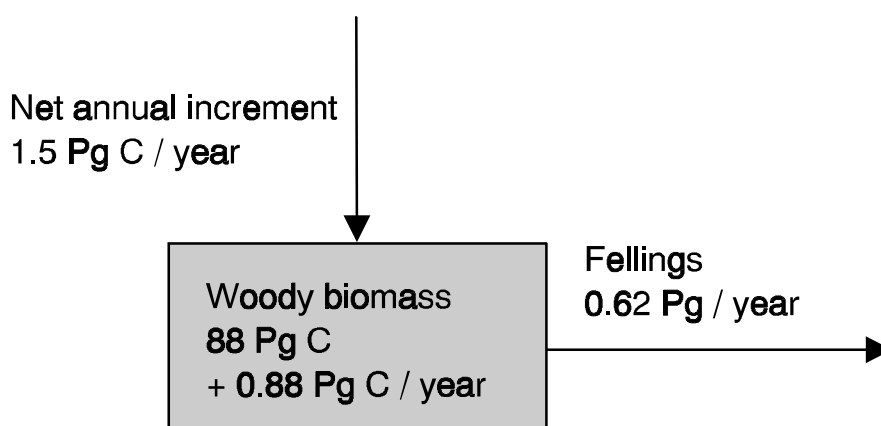 Net annual increment
1.5 Pg C / year
Woody biomass
88 Pg C
+ 0.88 Pg C / year
Fellings
0.62 Pg / year